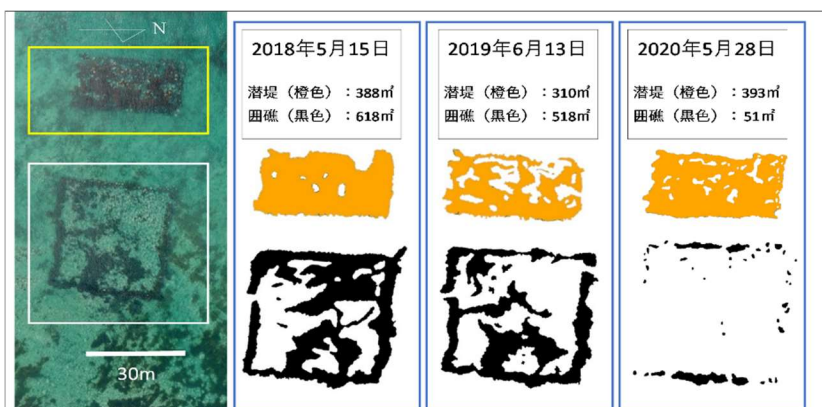 N
30m
2018年5月15日
潜堤（橙色）：388㎡
囲礁（黒色）：618㎡
2019年6月13日
潜堤（橙色）：310㎡
囲礁（黒色）：518㎡
2020年5月28日
潜堤（橙色）：393㎡
囲礁（黒色）：51㎡